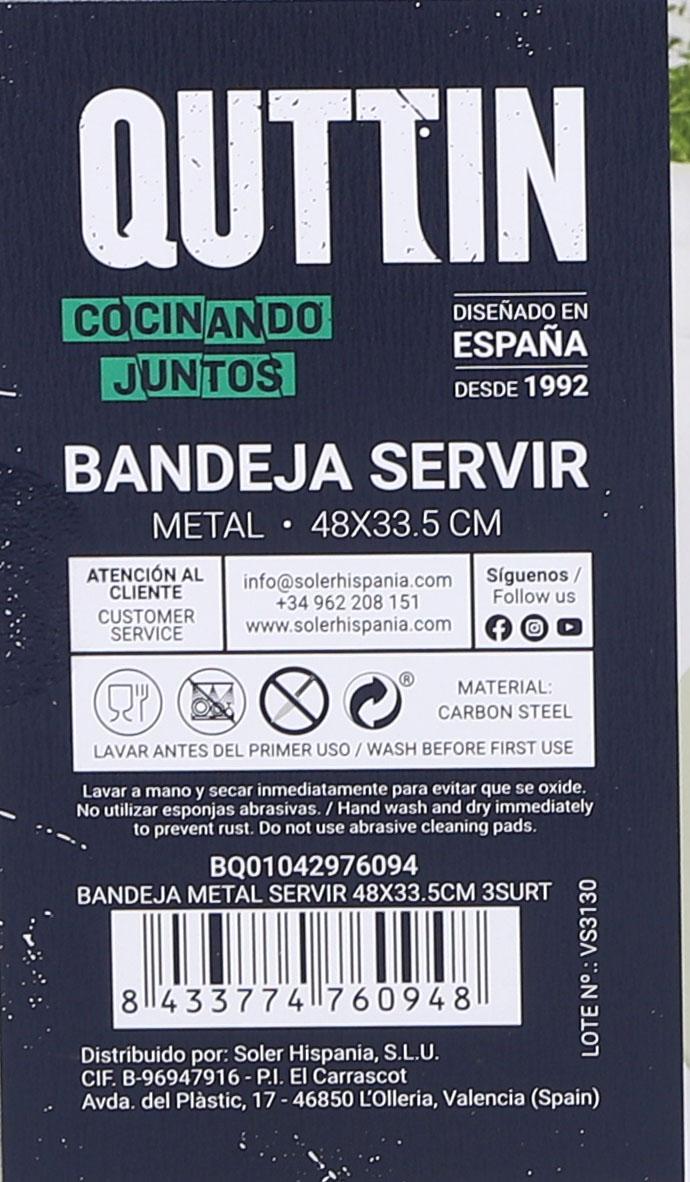 QUTTIN
COCINANDO
JUNTOS
DISEÑADO EN
ESPAÑA
DESDE 1992
BANDEJA SERVIR
METAL • 48X33.5 CM
ATENCIÓN AL
CLIENTE
CUSTOMER
SERVICE
info@solerhispania.com
+34 962 208 151
www.solerhispania.com
Síguenos /
Follow us
®
MATERIAL:
CARBON STEEL
LAVAR ANTES DEL PRIMER USO / WASH BEFORE FIRST USE
Lavar a mano y secar inmediatamente para evitar que se oxide.
No utilizar esponjas abrasivas. / Hand wash and dry immediately
to prevent rust. Do not use abrasive cleaning pads.
BQ01042976094
BANDEJA METAL SERVIR 48X33.5CM 3SURT
8 433774 760948
LOTE Nº.: VS3130
Distribuido por: Soler Hispania, S.L.U.
CIF. B-96947916 - P.I. El Carrascot
Avda. del Plàstic, 17 - 46850 L'Olleria, Valencia (Spain)